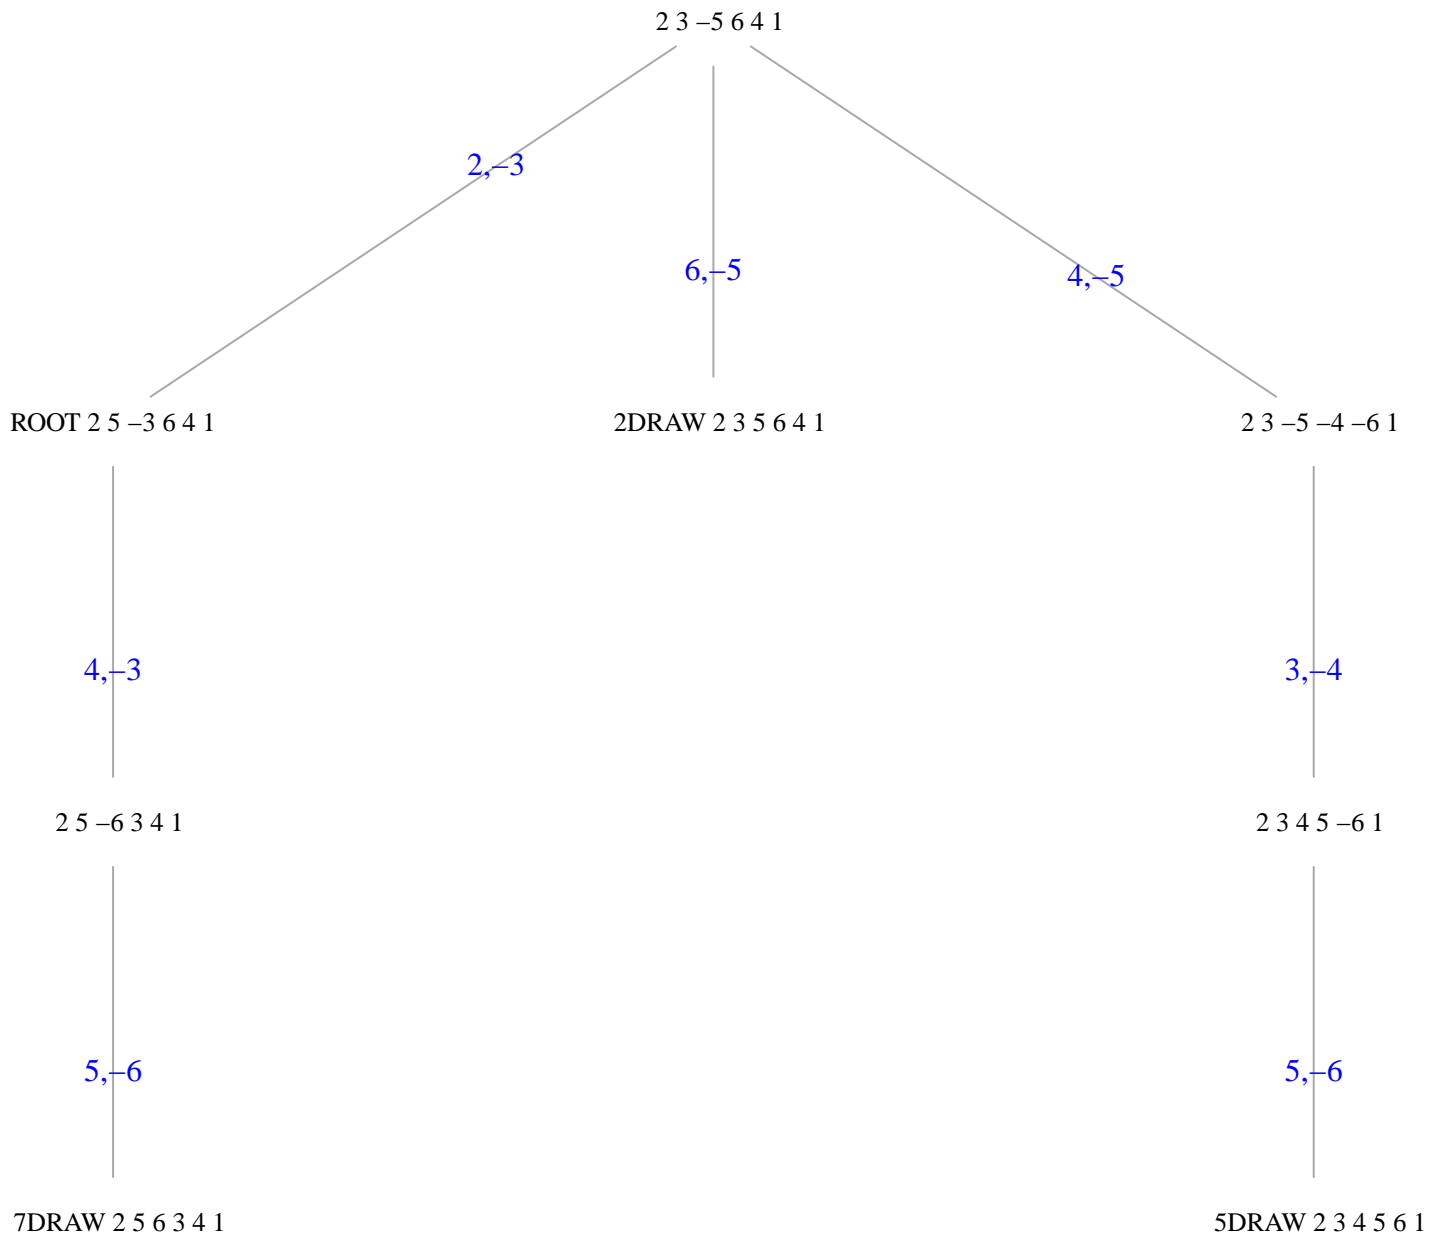 2 3 –5 6 4 1
2,–3
6,–5
4,–5
ROOT 2 5 –3 6 4 1
2DRAW 2 3 5 6 4 1
2 3 –5 –4 –6 1
4,–3
3,–4
2 5 –6 3 4 1
2 3 4 5 –6 1
5,–6
5,–6
7DRAW 2 5 6 3 4 1
5DRAW 2 3 4 5 6 1